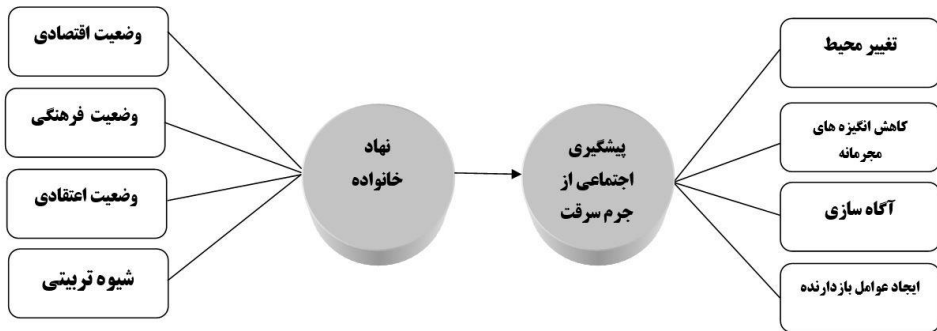 وضعیت اقتصادی
وضعیت فرهنگی
وضعیت اعتقادی
شیوه تربیتی
نهاد
خانواده
پیشگیری
اجتماعی از
جرم سرقت
تغییر محیط
کاهش انگیزه های
مجرمانه
آگاه سازی
ایجاد عوامل بازدارنده